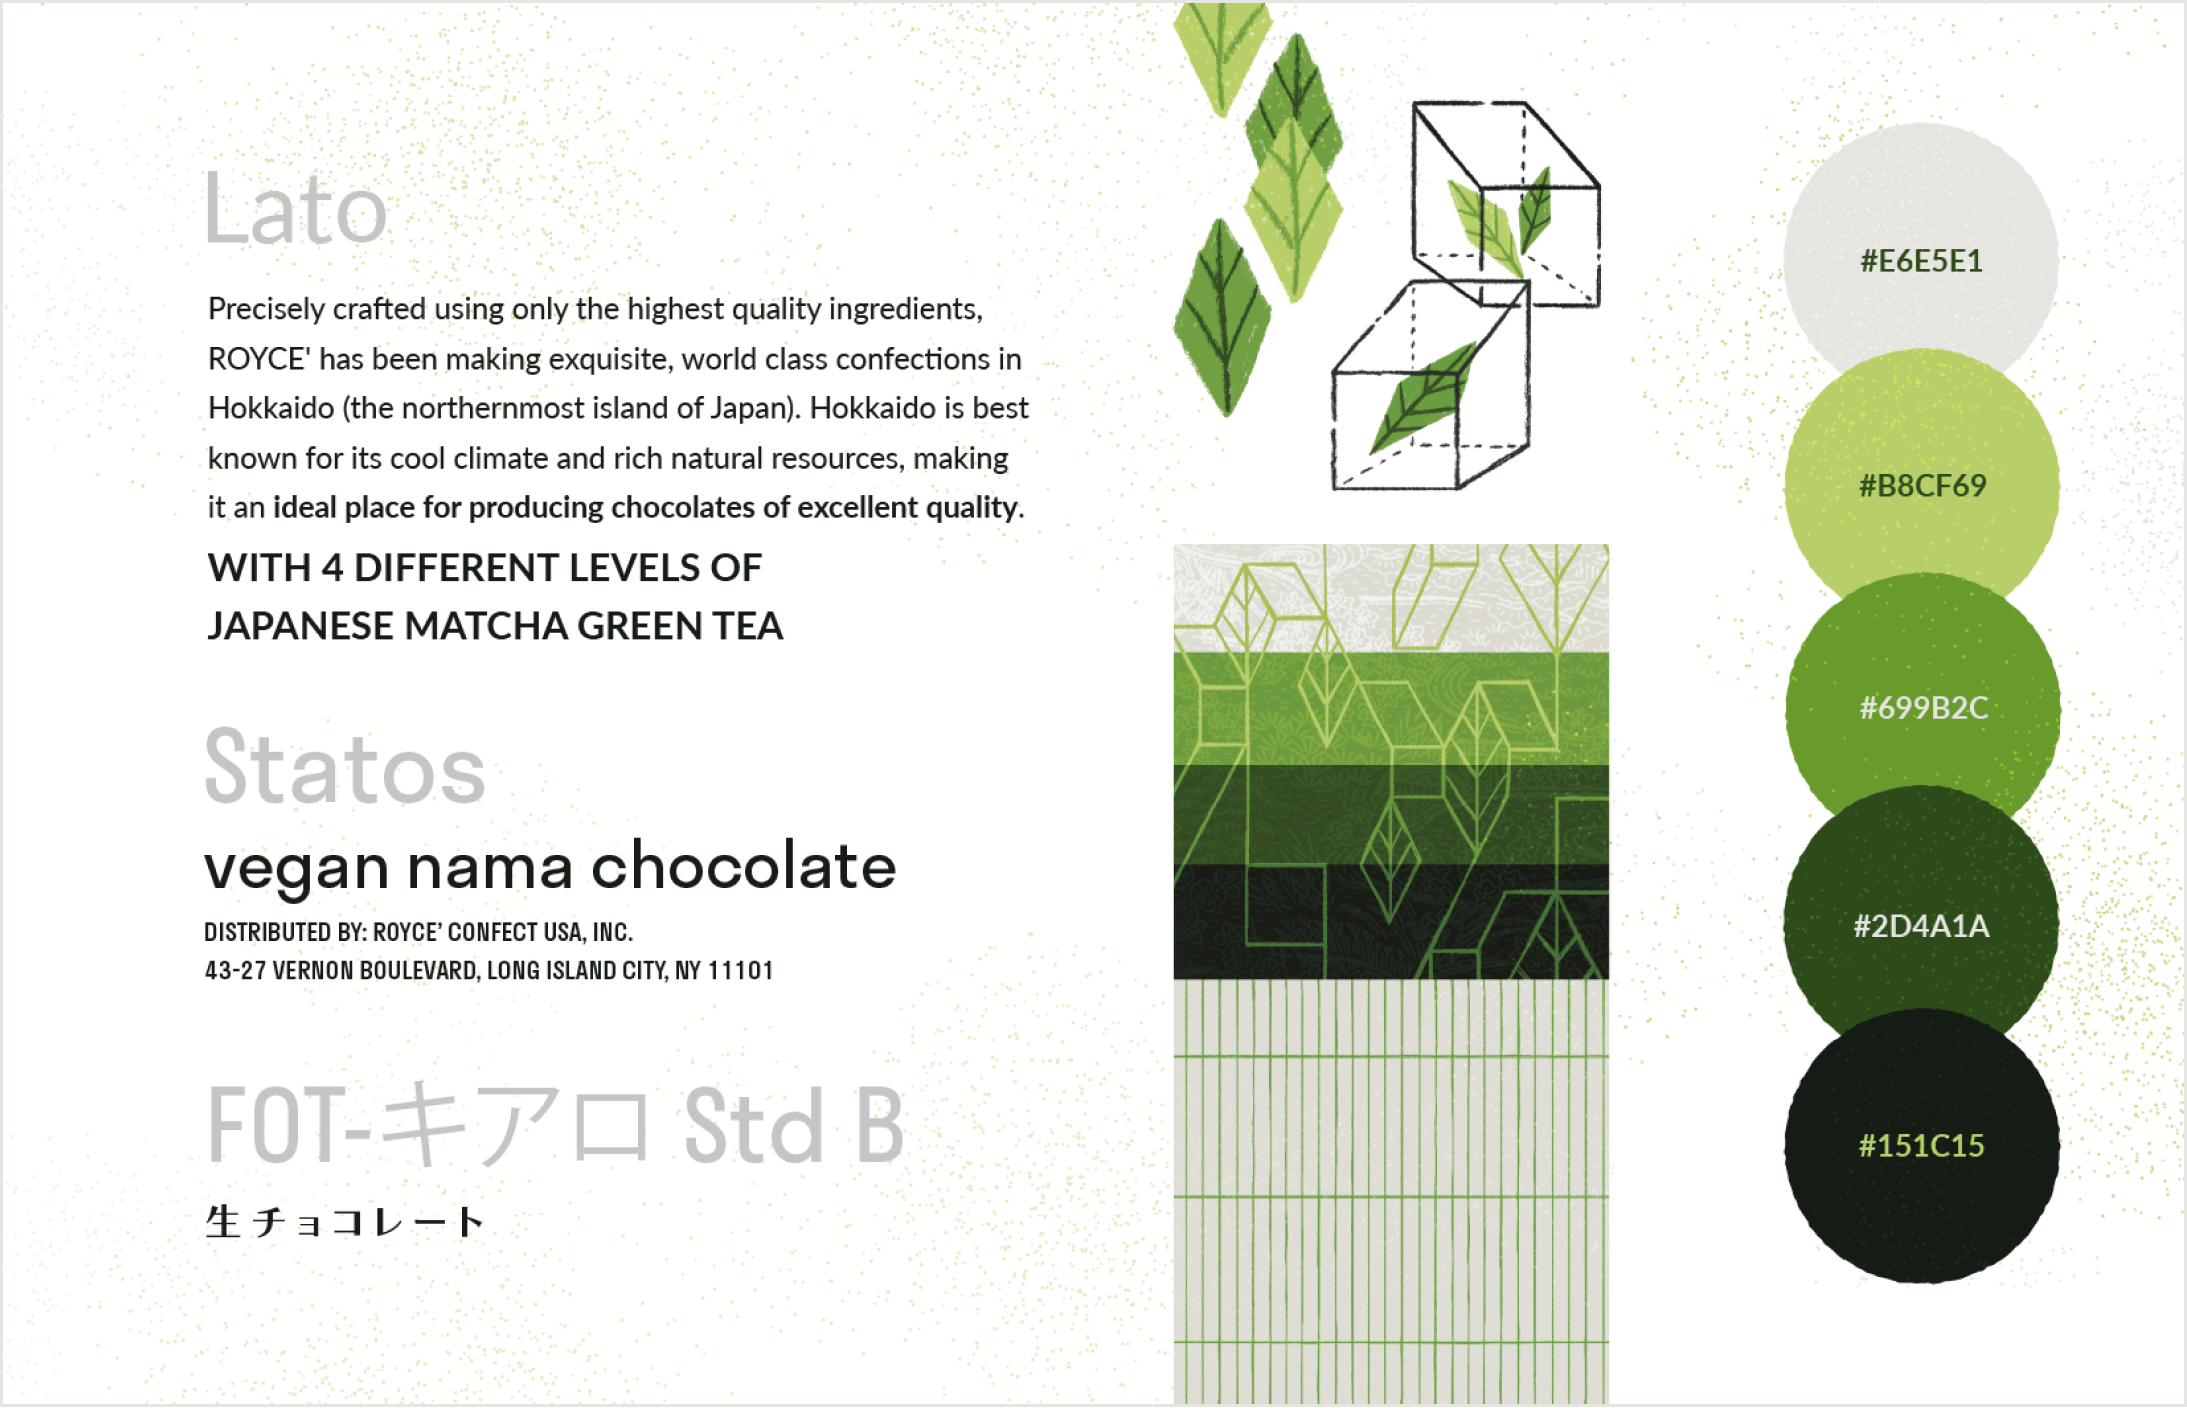 Lato
Precisely crafted using only the highest quality ingredients,
ROYCE' has been making exquisite, world class confections in
Hokkaido (the northernmost island of Japan). Hokkaido is best
known for its cool climate and rich natural resources, making
it an ideal place for producing chocolates of excellent quality.
WITH 4 DIFFERENT LEVELS OF
JAPANESE MATCHA GREEN TEA
Statos
vegan nama chocolate
DISTRIBUTED BY: ROYCE’ CONFECT USA, INC.
43-27 VERNON BOULEVARD, LONG ISLAND CITY, NY 11101
FOT-キアロ Std B
生チョコレート
#E6E5E1
#B8CF69
#699B2C
#2D4A1A
#151C15